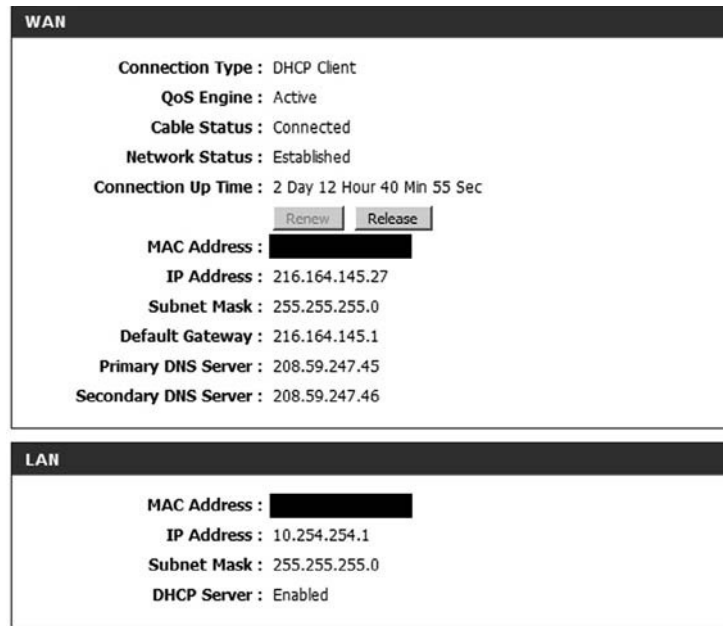 WAN
Connection Type : DHCP Client
QoS Engine : Active
Cable Status : Connected
Network Status : Established
Connection Up Time : 2 Day 12 Hour 40 Min 55 Sec
Renew Release
MAC Address :
IP Address : 216.164.145.27
Subnet Mask : 255.255.255.0
Default Gateway : 216.164.145.1
Primary DNS Server : 208.59.247.45
Secondary DNS Server : 208.59.247.46
LAN
MAC Address :
IP Address : 10.254.254.1
Subnet Mask : 255.255.255.0
DHCP Server : Enabled